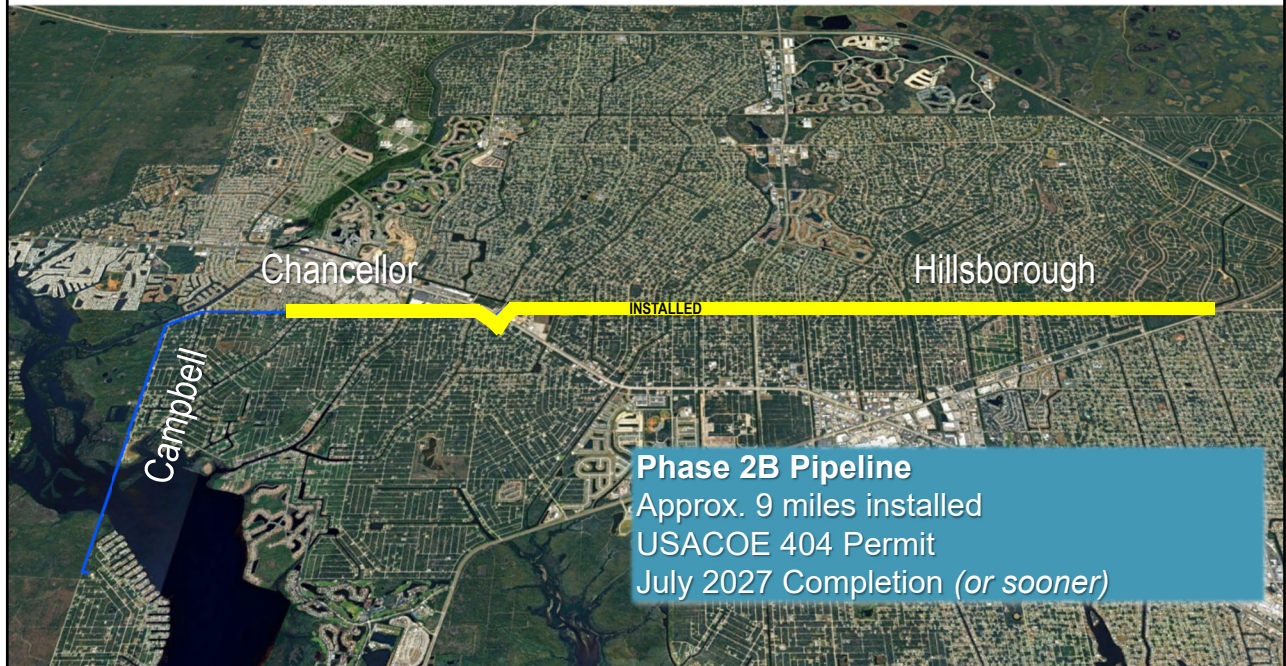 Chancellor
Hillsborough
INSTALLED
Campbell
Phase 2B Pipeline
Approx. 9 miles installed
USACOE 404 Permit
July 2027 Completion (or sooner)